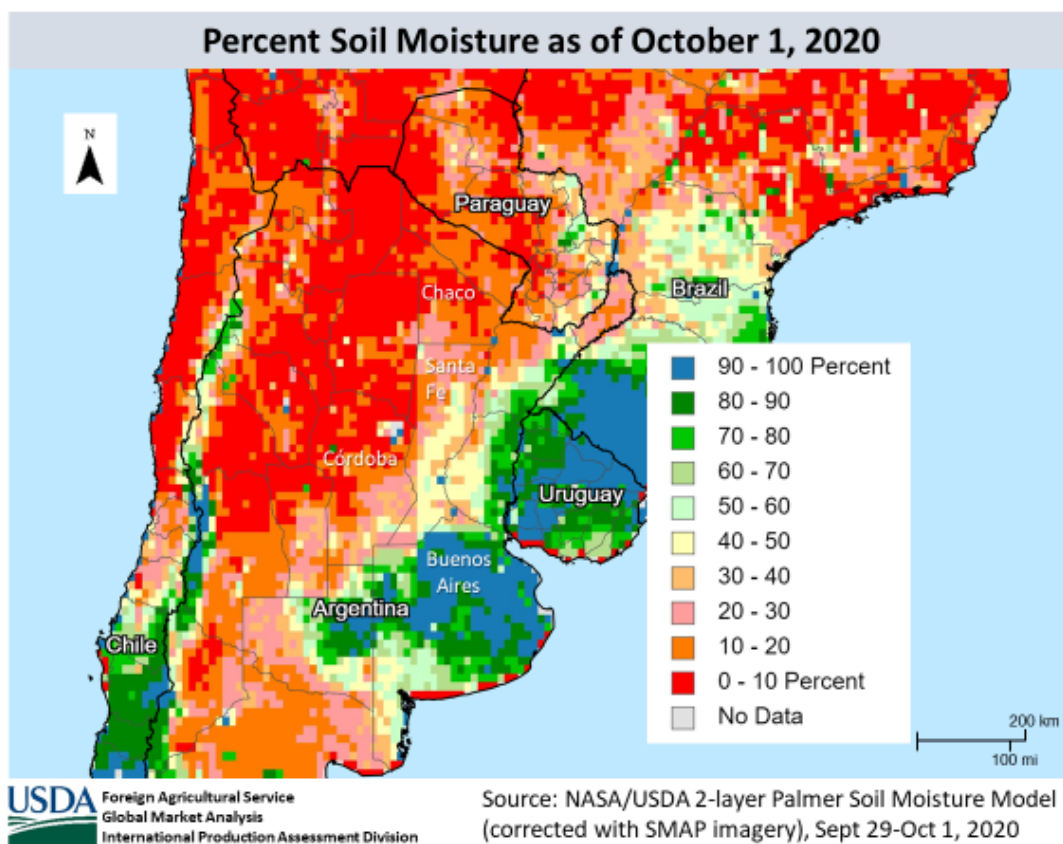 Percent Soil Moisture as of October 1, 2020
N
Paraguay
Chaco
Brazil
Santa
Fe
Córdoba
Uruguay
Buenos
Aires
Argentina
Chile
90 - 100 Percent
80 - 90
70 - 80
60 - 70
50 - 60
40 - 50
30 - 40
20 - 30
10 - 20
0 - 10 Percent
No Data
200 km
100 mi
USDA
Foreign Agricultural Service
Global Market Analysis
International Production Assessment Division
Source: NASA/USDA 2-layer Palmer Soil Moisture Model
(corrected with SMAP imagery), Sept 29-Oct 1, 2020